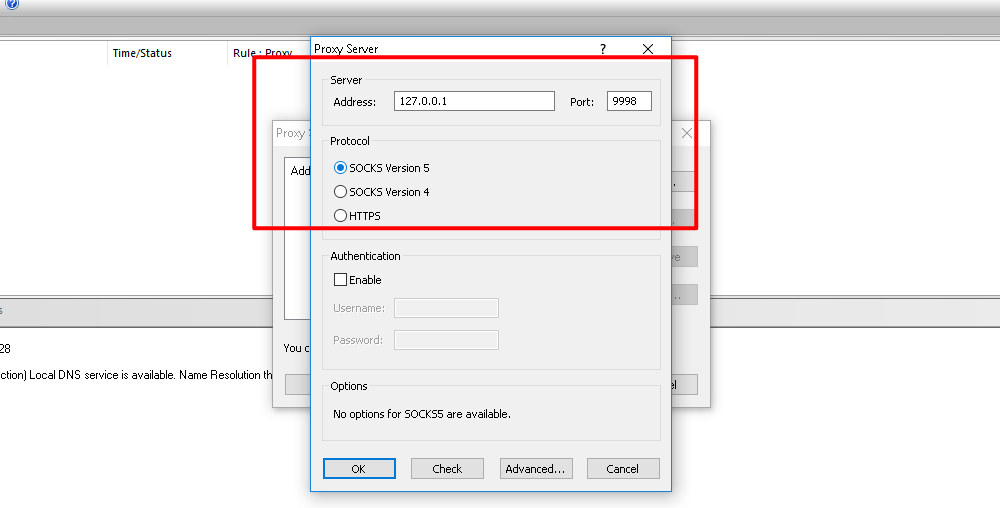 ?
Time/Status Rule : Proxy
Proxy Server
?
Server
Address: 127.0.0.1 Port: 9998
Proxy
Protocol
SOCKS Version 5
Add
SOCKS Version 4
HTTPS
Authentication
Enable
Username:
28
Password:
You c
ction) Local DNS service is available. Name Resolution th
Options
No options for SOCKS5 are available.
OK Check Advanced... Cancel